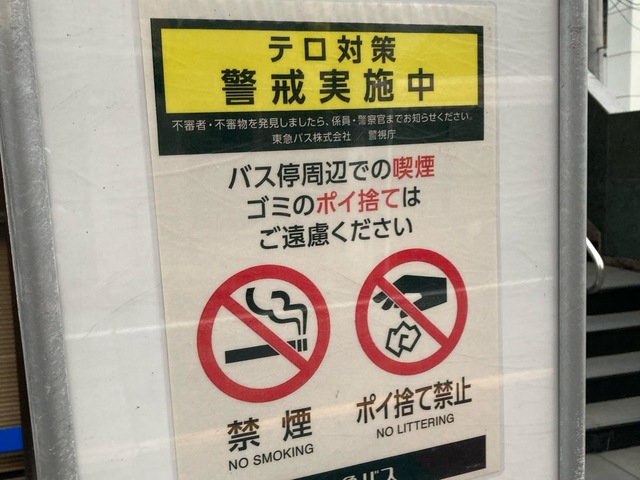 テロ対策
警戒実施中
不審者・不審物を発見しましたら、係員・警察官までお知らせください。
東急バス株式会社 警視庁
バス停周辺での喫煙
ゴミのポイ捨ては
ご遠慮ください
禁煙 ポイ捨て禁止
NO SMOKING NO LITTERING
急バス